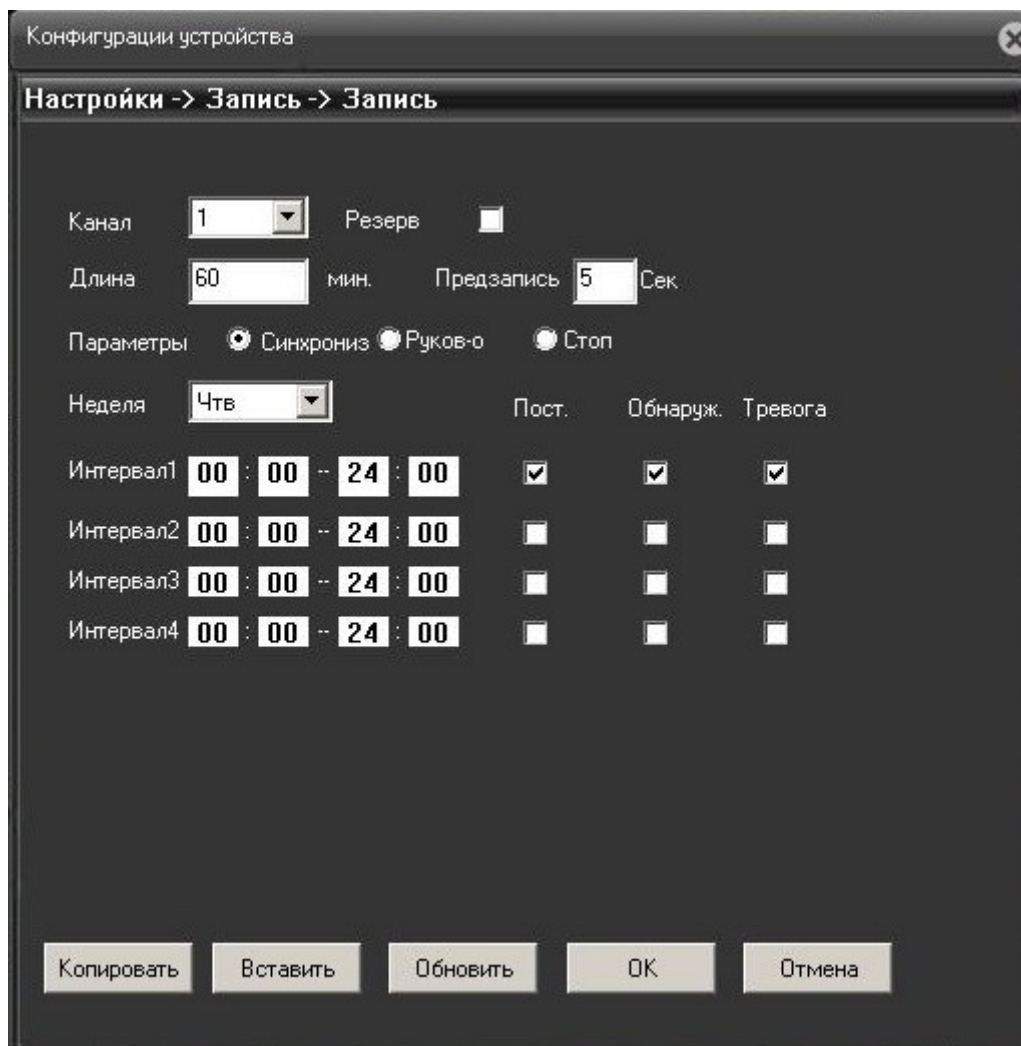 Конфигурации устройства
Настройки -> Запись -> Запись
Канал 1 Резерв
Длина 60 мин. Предзапись 5 Сек
Параметры Синхрониз Руков-о Стоп
Неделя Чтв Пост. Обнаруж. Тревога
Интервал1 00 : 00 -- 24 : 00
Интервал2 00 : 00 -- 24 : 00
Интервал3 00 : 00 -- 24 : 00
Интервал4 00 : 00 -- 24 : 00
Копировать Вставить Обновить OK Отмена